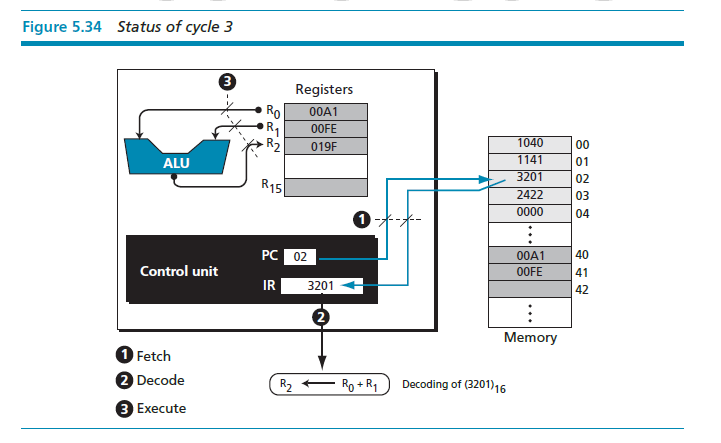 Figure 5.34 Status of cycle 3
3
Registers
R0 00A1
R1 00FE
R2 019F
R15
ALU
1040 00
1141 01
3201 02
2422 03
0000 04
00A1 40
00FE 41
42
Memory
1
Control unit
PC 02
IR 3201
2
1 Fetch
2 Decode
3 Execute
R2 ← R0 + R1 Decoding of (3201)16